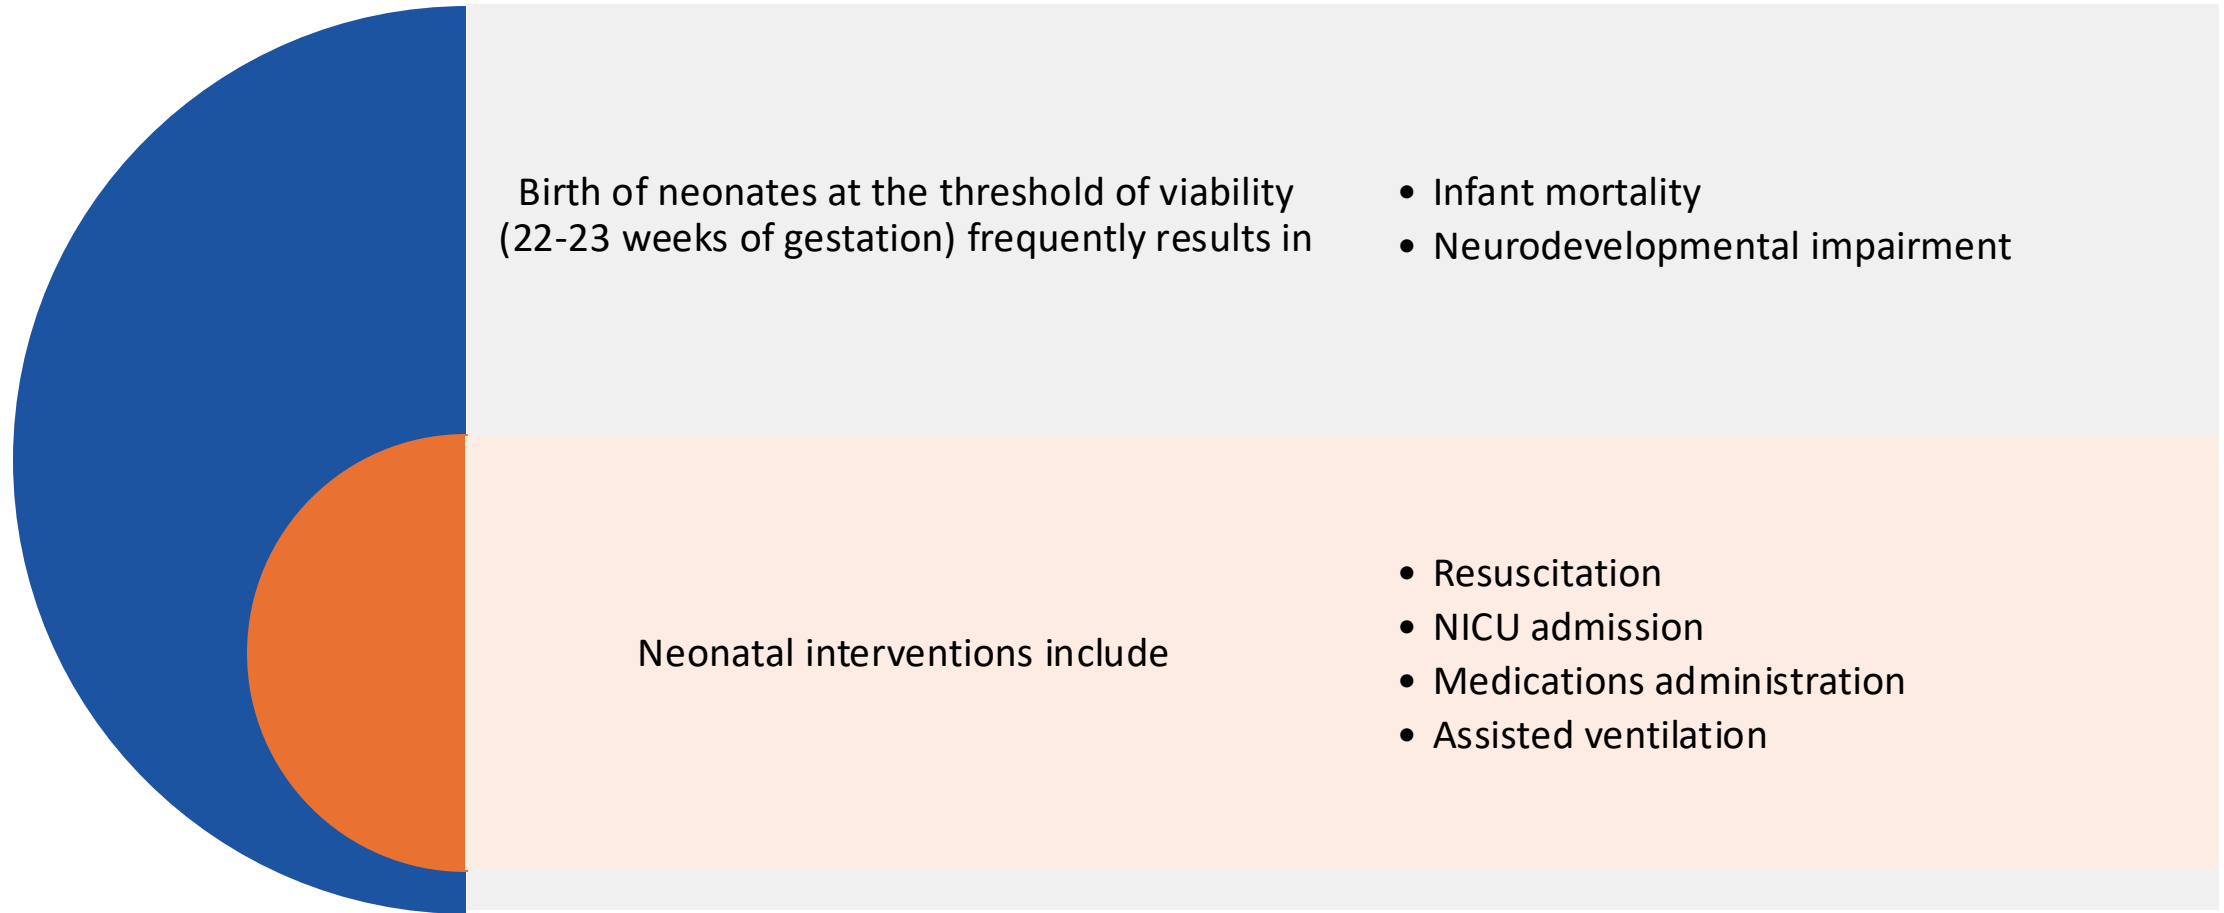 Birth of neonates at the threshold of viability
(22-23 weeks of gestation) frequently results in
• Infant mortality
• Neurodevelopmental impairment
Neonatal interventions include
• Resuscitation
• NICU admission
• Medications administration
• Assisted ventilation